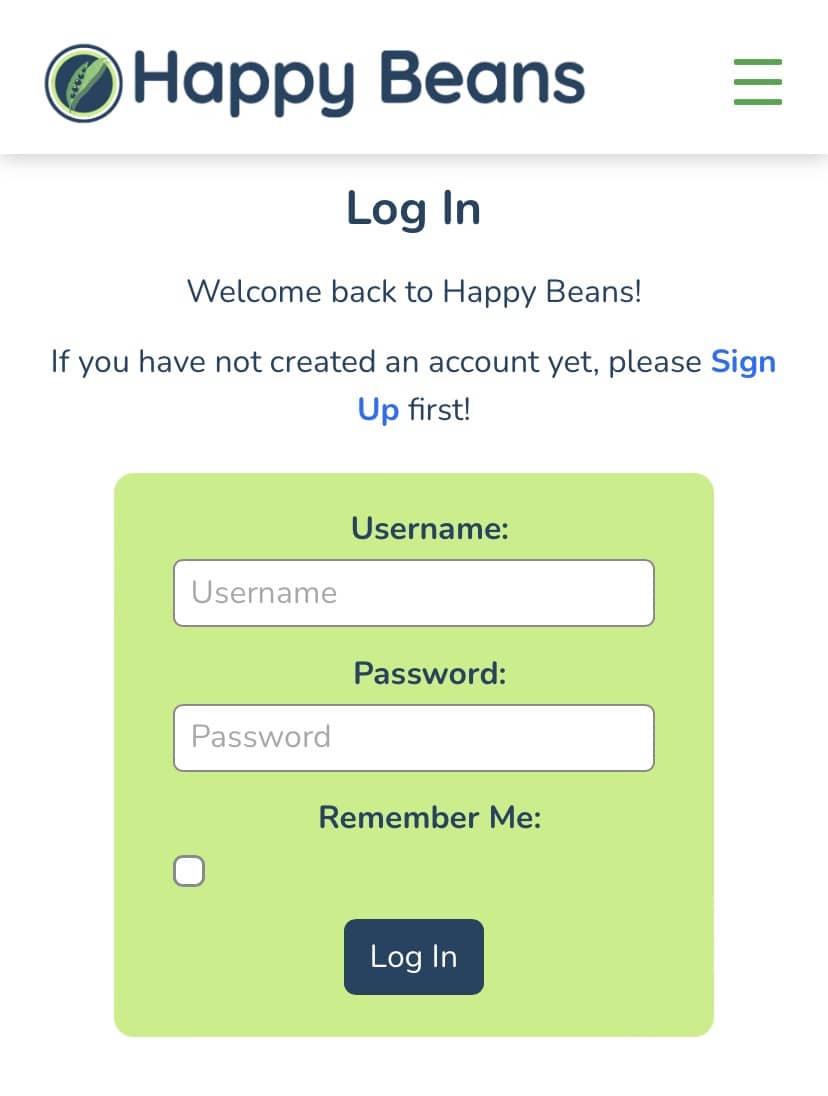 Happy Beans
Log In
Welcome back to Happy Beans!
If you have not created an account yet, please Sign
Up first!
Username:
Username
Password:
Password
Remember Me:
Log In